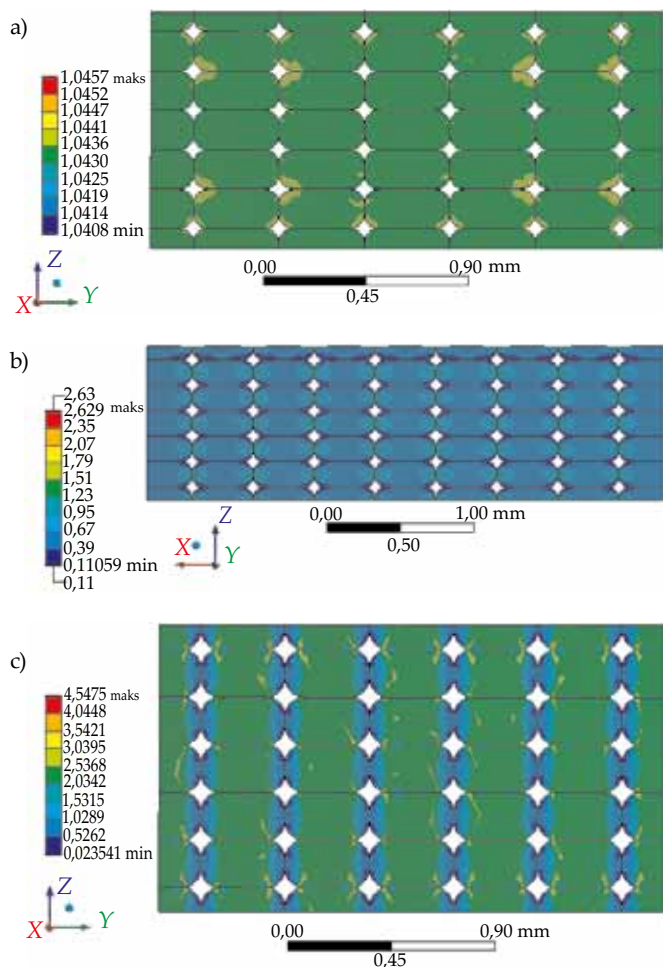 a)
1,0457 maks
1,0452
1,0447
1,0441
1,0436
1,0430
1,0425
1,0419
1,0414
1,0408 min
Z
X
Y
0,00
0,90 mm
0,45
b)
2,63
2,629 maks
2,35
2,07
1,79
1,51
1,23
0,95
0,67
0,39
0,11059 min
0,11
Z
X
Y
0,00
1,00 mm
0,50
c)
4,5475 maks
4,0448
3,5421
3,0395
2,5368
2,0342
1,5315
1,0289
0,5262
0,023541 min
Z
X
Y
0,00
0,90 mm
0,45